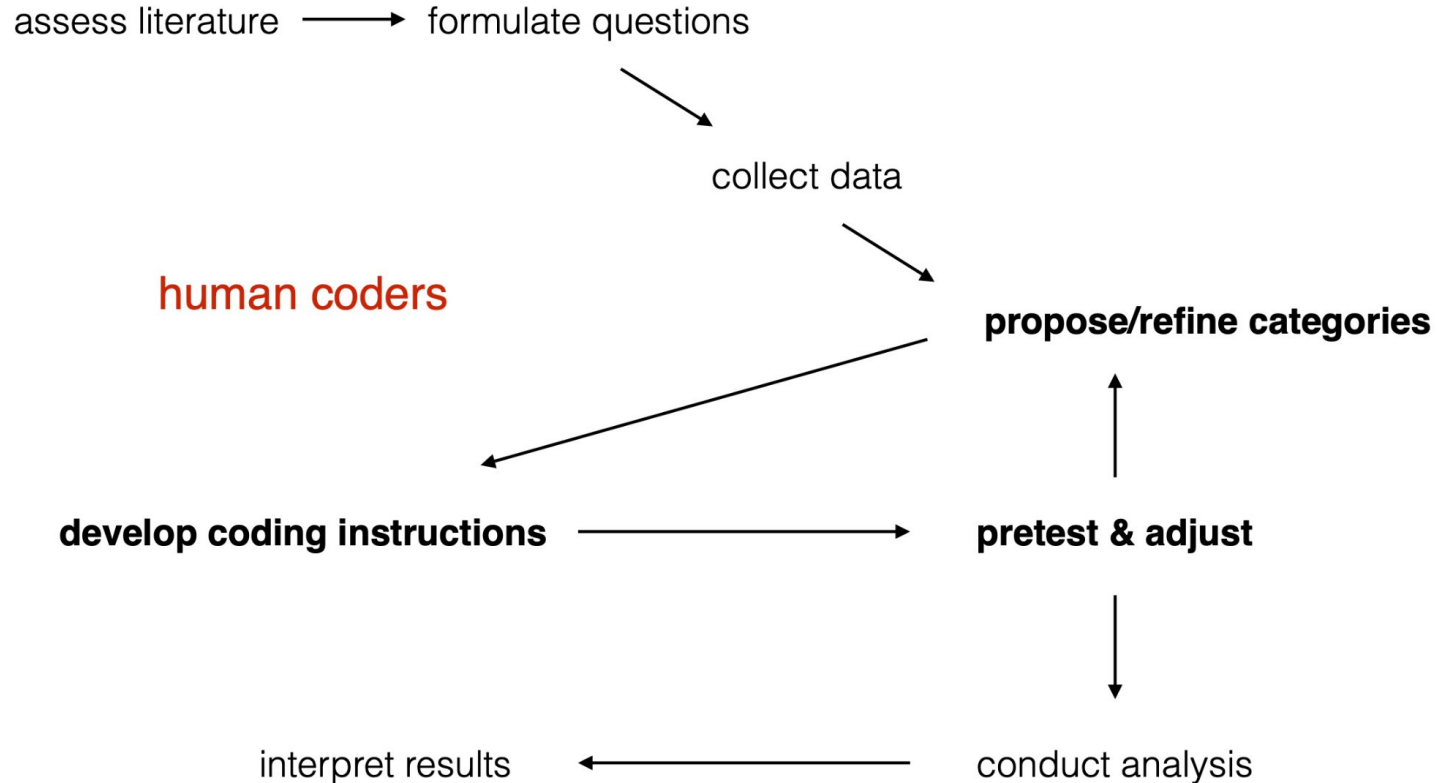 assess literature
formulate questions
collect data
human coders
propose/refine categories
develop coding instructions
pretest & adjust
interpret results
conduct analysis